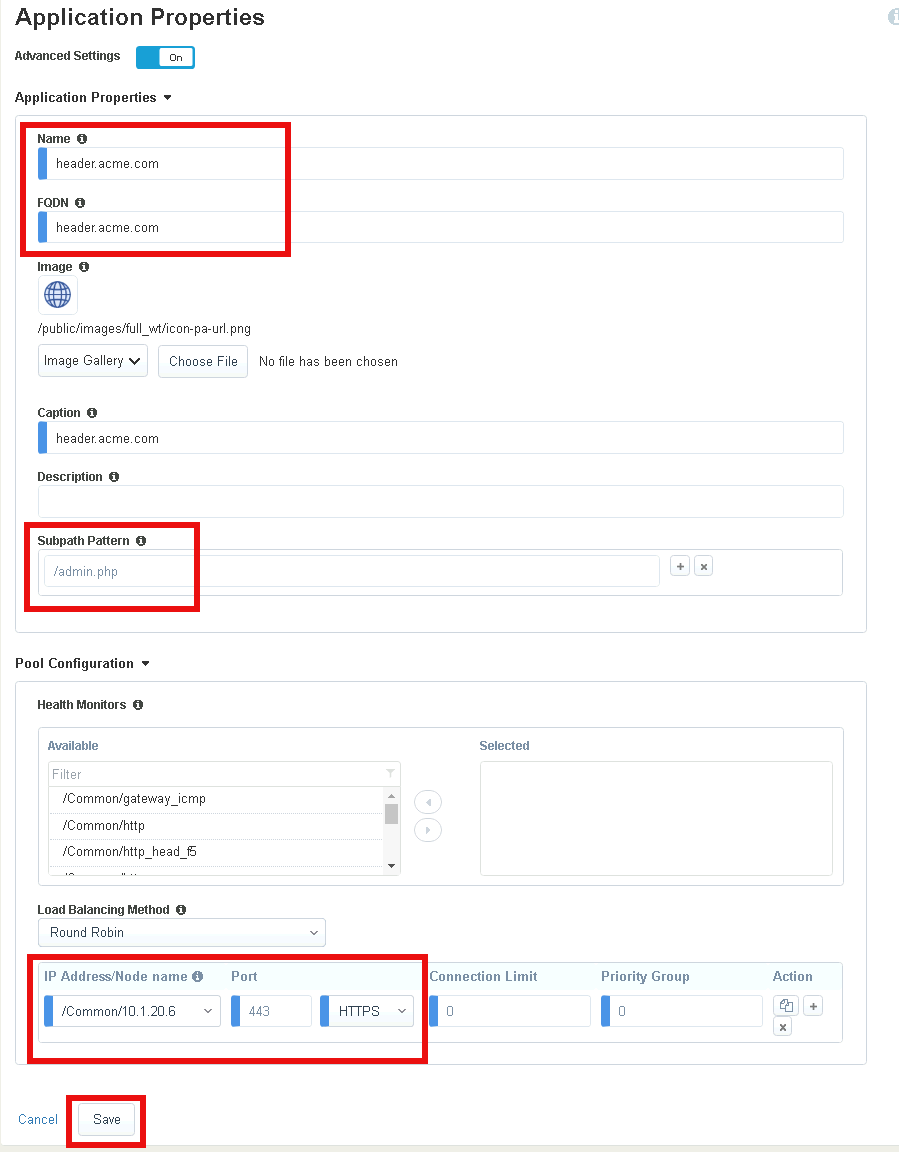 Application Properties
Advanced Settings On
Application Properties
Name
header.acme.com
FQDN
header.acme.com
Image
/public/images/full_wt/icon-pa-url.png
Image Gallery Choose File No file has been chosen
Caption
header.acme.com
Description
Subpath Pattern
/admin.php
Pool Configuration
Health Monitors
Available Selected
Filter
/Common/gateway_icmp
/Common/http
/Common/http_head_f5
Load Balancing Method
Round Robin
IP Address/Node name Port Connection Limit Priority Group Action
/Common/10.1.20.6 443 HTTPS 0 0
Cancel Save